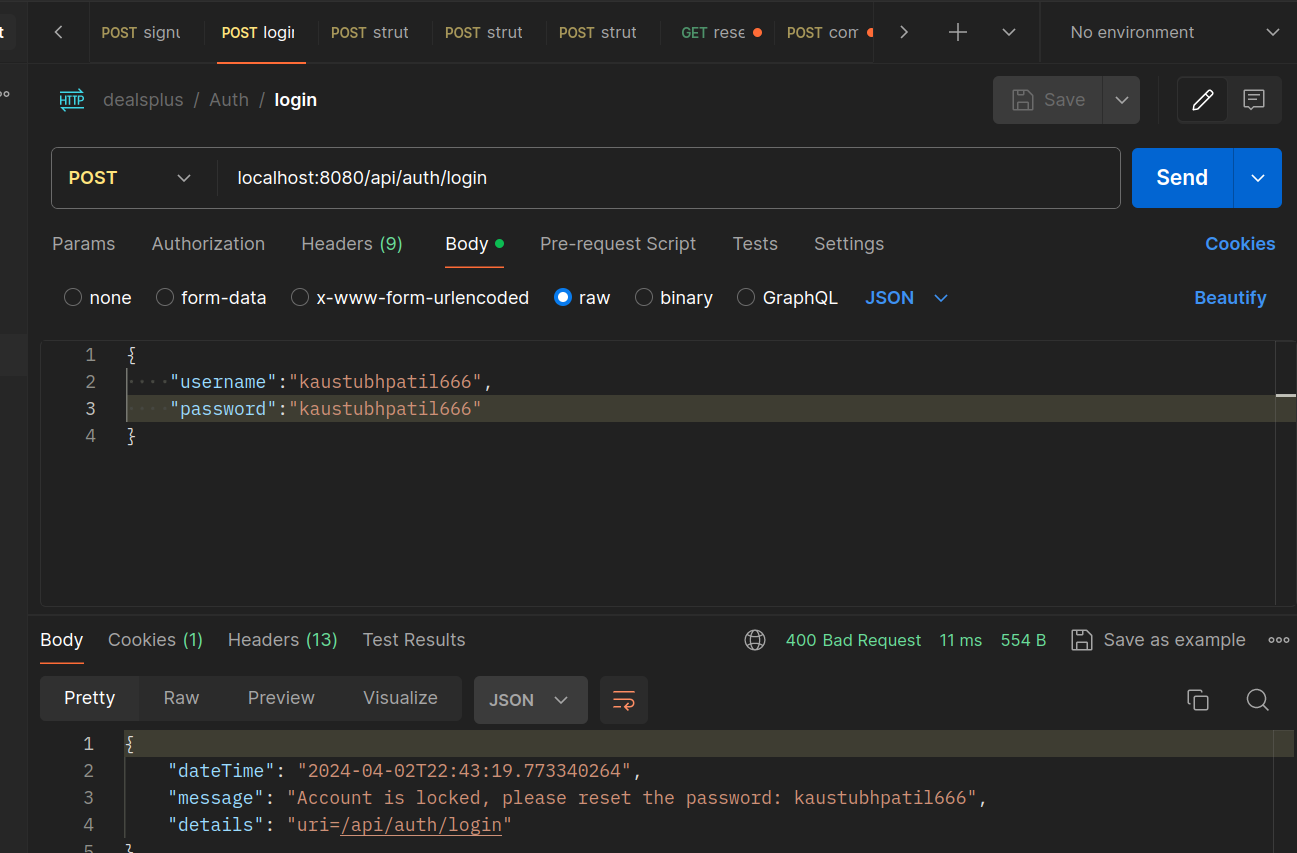 t
POST signu POST logii POST strut POST strut POST strut GET rese POST com No environment
HTTP dealsplus / Auth / login Save
POST localhost:8080/api/auth/login Send
Params Authorization Headers (9) Body Pre-request Script Tests Settings Cookies
none form-data x-www-form-urlencoded raw binary GraphQL JSON Beautify
1 {
2 "username":"kaustubhpatil666",
3 "password":"kaustubhpatil666"
4 }
Body Cookies (1) Headers (13) Test Results 400 Bad Request 11 ms 554 B Save as example
Pretty Raw Preview Visualize JSON
1 {
2 "dateTime": "2024-04-02T22:43:19.773340264",
3 "message": "Account is locked, please reset the password: kaustubhpatil666",
4 "details": "uri=/api/auth/login"
5 }